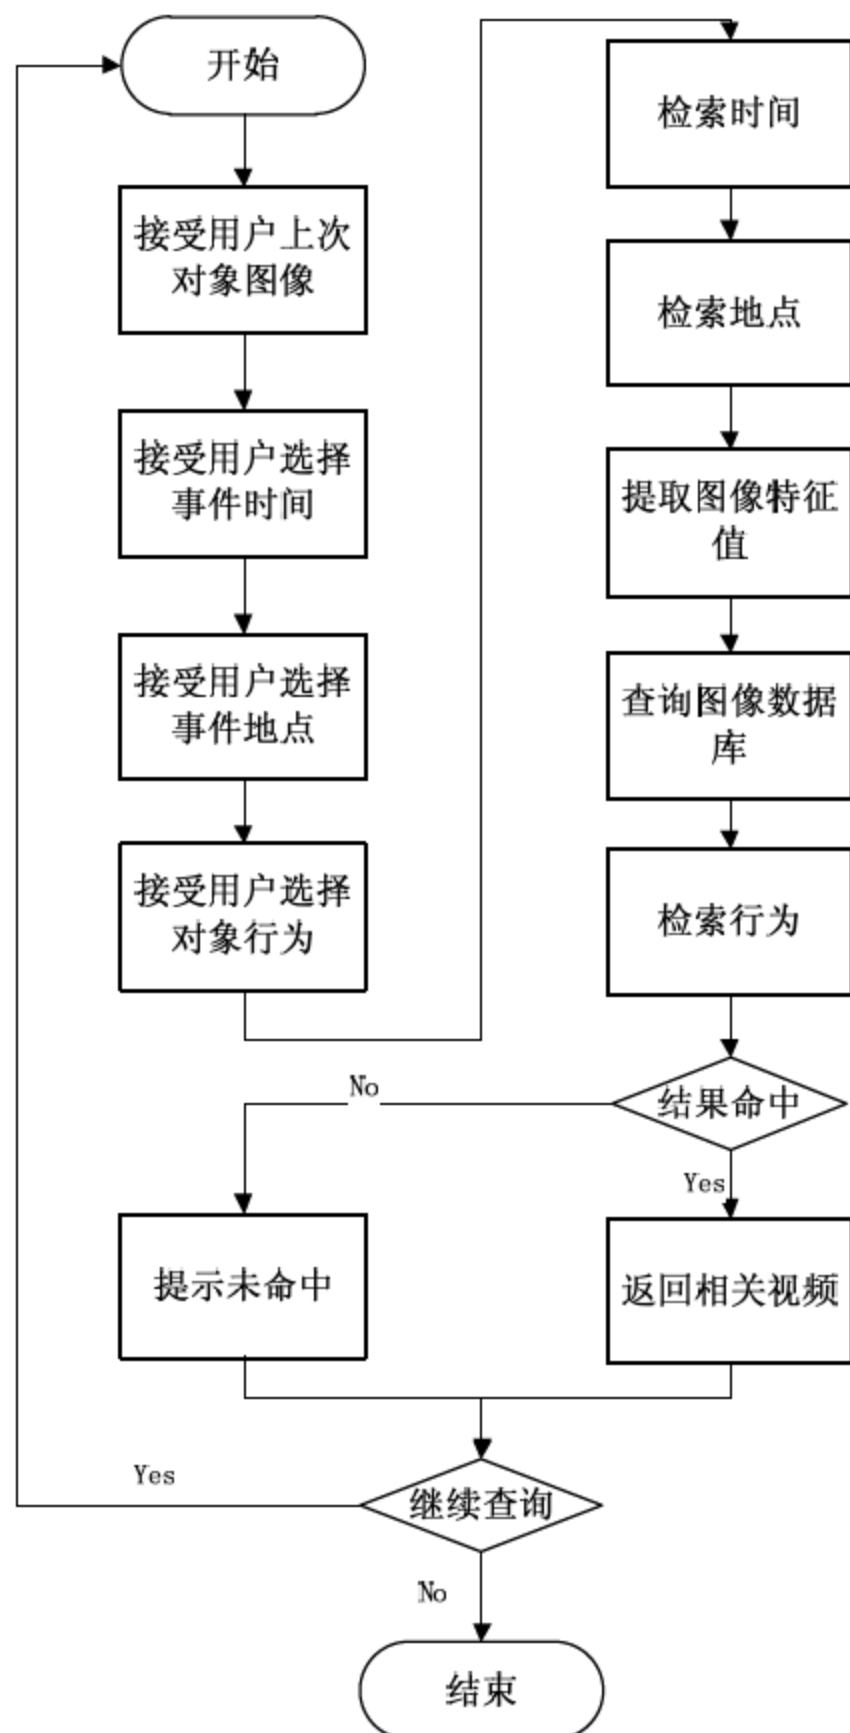 开始
接受用户上次
对象图像
接受用户选择
事件时间
接受用户选择
事件地点
接受用户选择
对象行为
检索时间
检索地点
提取图像特征
值
查询图像数据
库
检索行为
结果命中
No
Yes
提示未命中
返回相关视频
继续查询
Yes
No
结束